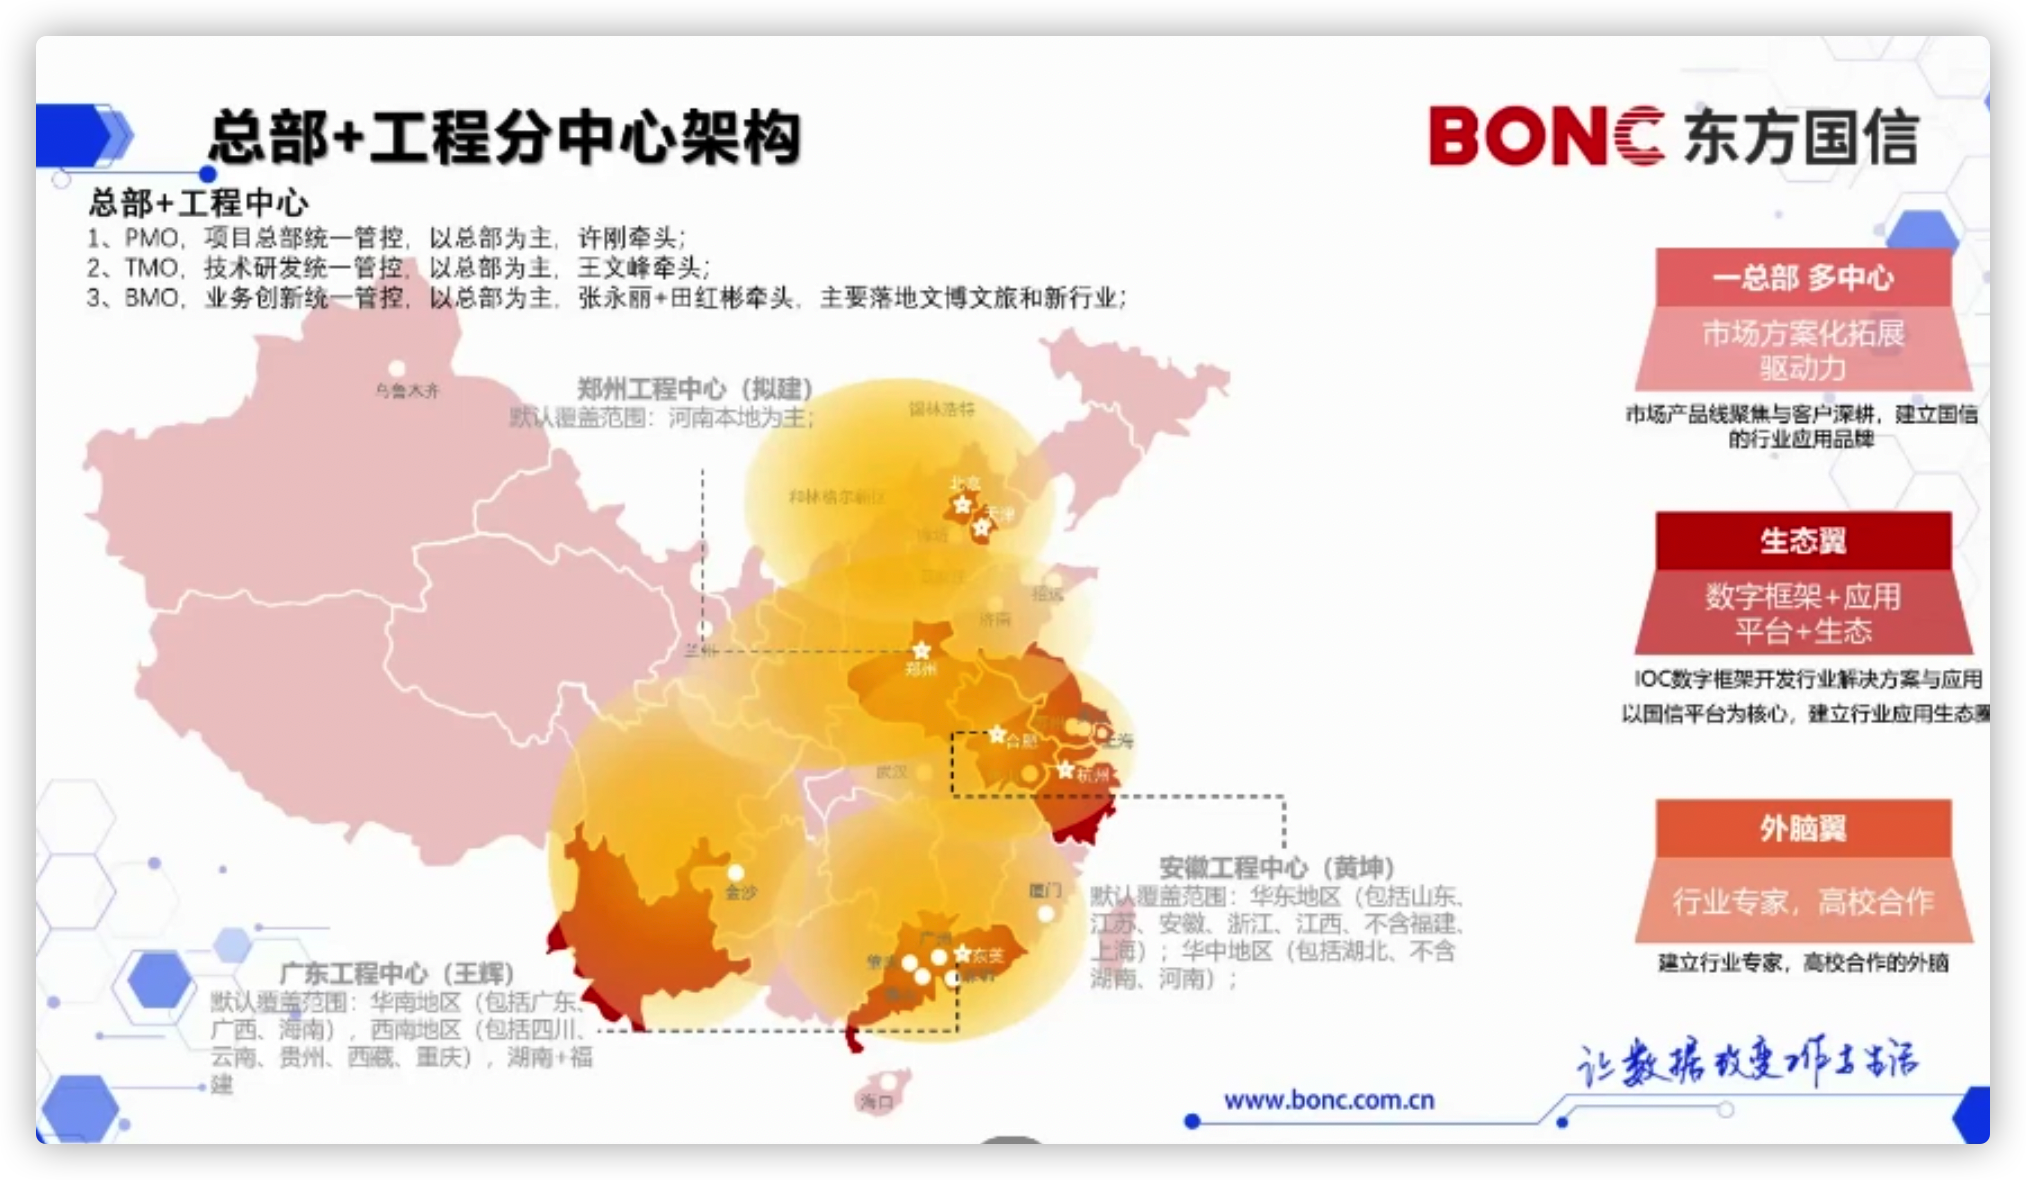 总部+工程分中心架构
BONC 东方国信
总部+工程中心
1、PMO，项目总部统一管控，以总部为主，许刚牵头；
2、TMO，技术研发统一管控，以总部为主，王文峰牵头；
3、BMO，业务创新统一管控，以总部为主，张永丽+田红彬牵头，主要落地文博文旅和新行业；
一总部 多中心
市场方案化拓展
驱动力
市场产品线聚焦与客户深耕，建立国信
的行业应用品牌
生态翼
数字框架+应用
平台+生态
IOC数字框架开发行业解决方案与应用
以国信平台为核心，建立行业应用生态圈
外脑翼
行业专家，高校合作
建立行业专家，高校合作的外脑
乌鲁木齐
郑州工程中心（拟建）
默认覆盖范围：河南本地为主；
锡林浩特
和林格尔新区
北京
天津
招远
济南
兰州
郑州
合肥
上海
武汉
杭州
金沙
厦门
广州
东莞
海口
安徽工程中心（黄坤）
默认覆盖范围：华东地区（包括山东、
江苏、安徽、浙江、江西、不含福建、
上海）；华中地区（包括湖北、不含
湖南、河南）；
广东工程中心（王辉）
默认覆盖范围：华南地区（包括广东、
广西、海南），西南地区（包括四川、
云南、贵州、西藏、重庆），湖南+福
建
让数据改变工作与生活
www.bonc.com.cn